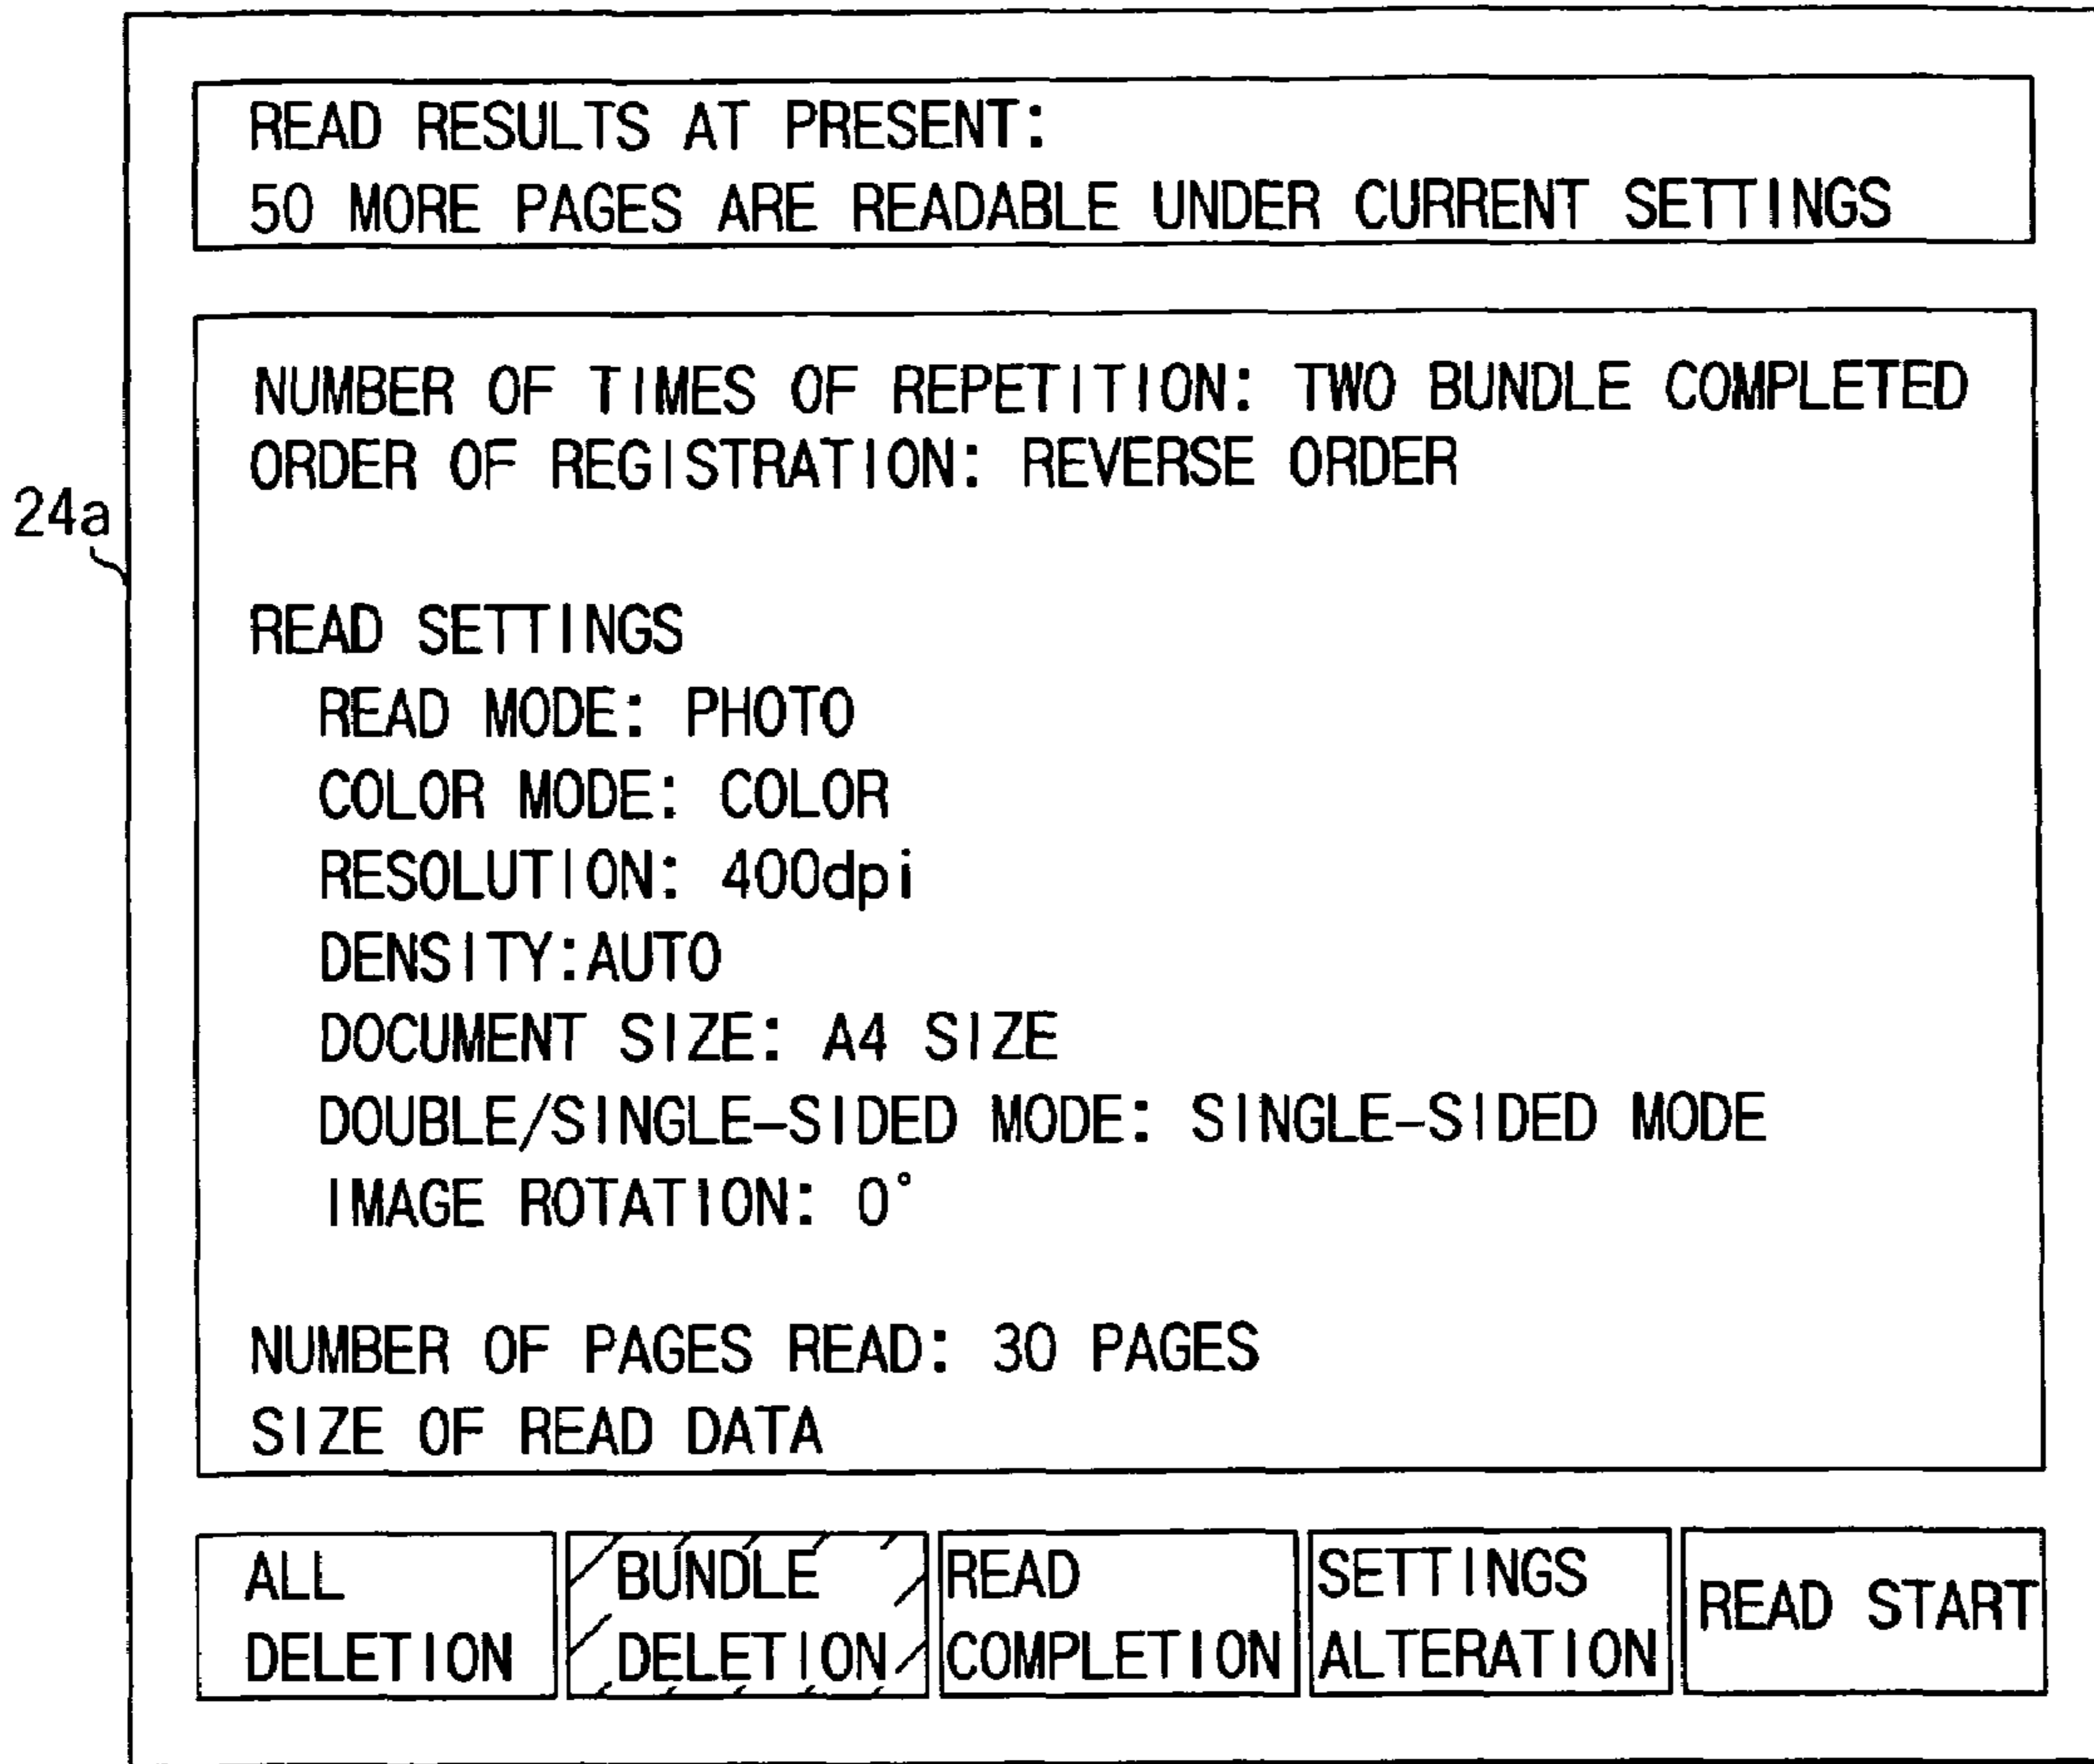 READ RESULTS AT PRESENT:
50 MORE PAGES ARE READABLE UNDER CURRENT SETTINGS
NUMBER OF TIMES OF REPETITION: TWO BUNDLE COMPLETED
ORDER OF REGISTRATION: REVERSE ORDER
24a
READ SETTINGS
READ MODE: PHOTO
COLOR MODE: COLOR
RESOLUTION: 400dpi
DENSITY:AUTO
DOCUMENT SIZE: A4 SIZE
DOUBLE/SINGLE-SIDED MODE: SINGLE-SIDED MODE
IMAGE ROTATION: 0°
NUMBER OF PAGES READ: 30 PAGES
SIZE OF READ DATA
ALL
DELETION
BUNDLE
DELETION
READ
COMPLETION
SETTINGS
ALTERATION
READ START